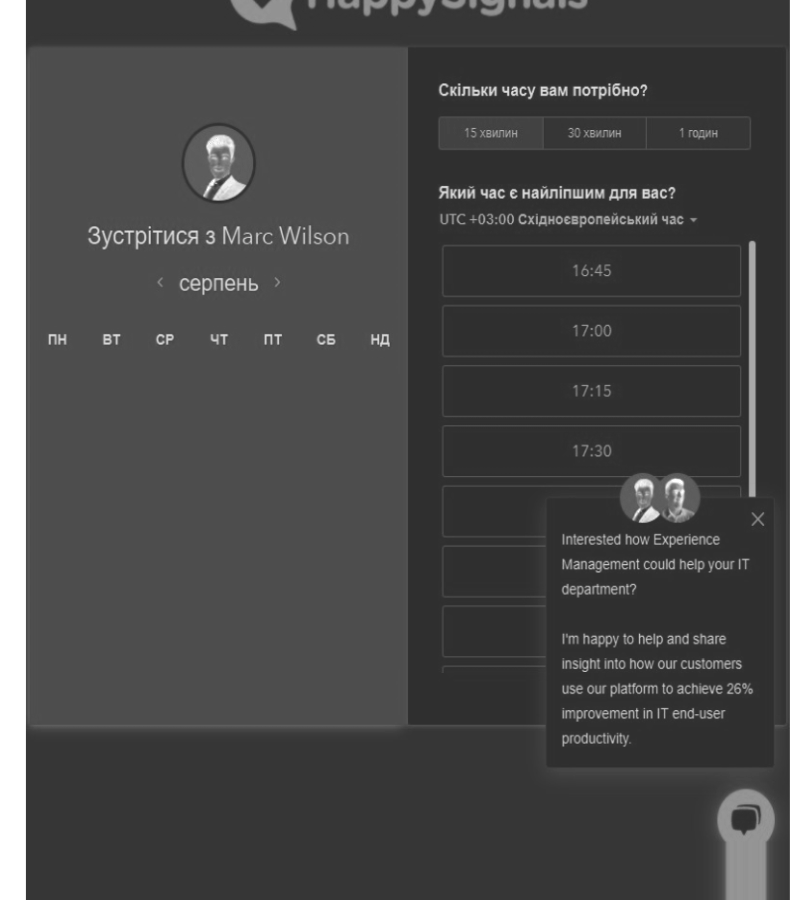 HappySignals
Скільки часу вам потрібно?
15 хвилин 30 хвилин 1 годин
Який час є найліпшим для вас?
UTC +03:00 Східноєвропейський час
Зустрітися з Marc Wilson
серпень
ПН ВТ СР ЧТ ПТ СБ НД
16:45
17:00
17:15
17:30
Interested how Experience
Management could help your IT
department?
I'm happy to help and share
insight into how our customers
use our platform to achieve 26%
improvement in IT end-user
productivity.